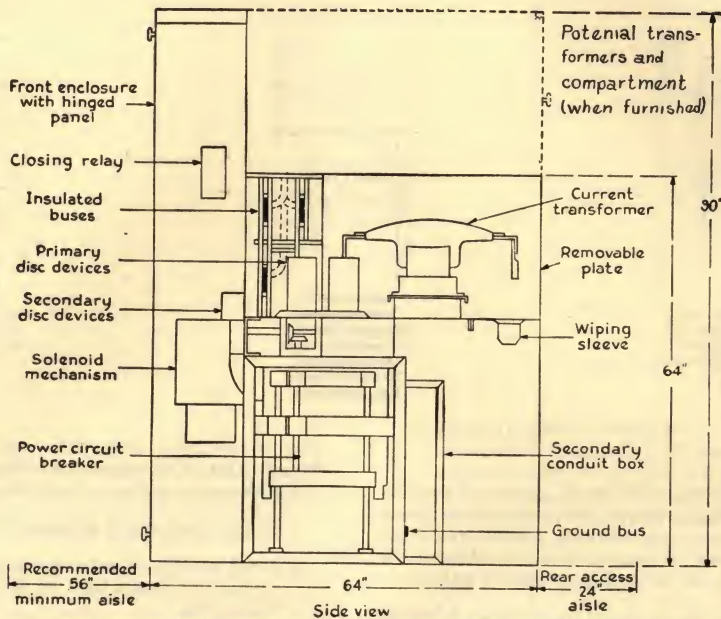 Potenial trans-
formers and
compartment
(when furnished)
Front enclosure
with hinged
panel
Closing relay
Insulated
buses
Primary
disc devices
Secondary
disc devices
Solenoid
mechanism
Power circuit
breaker
Current
transformer
Removable
plate
Wiping
sleeve
Secondary
conduit box
Ground bus
90"
64"
Recommended
56"
minimum aisle
64"
Rear access
24"
aisle
Side view